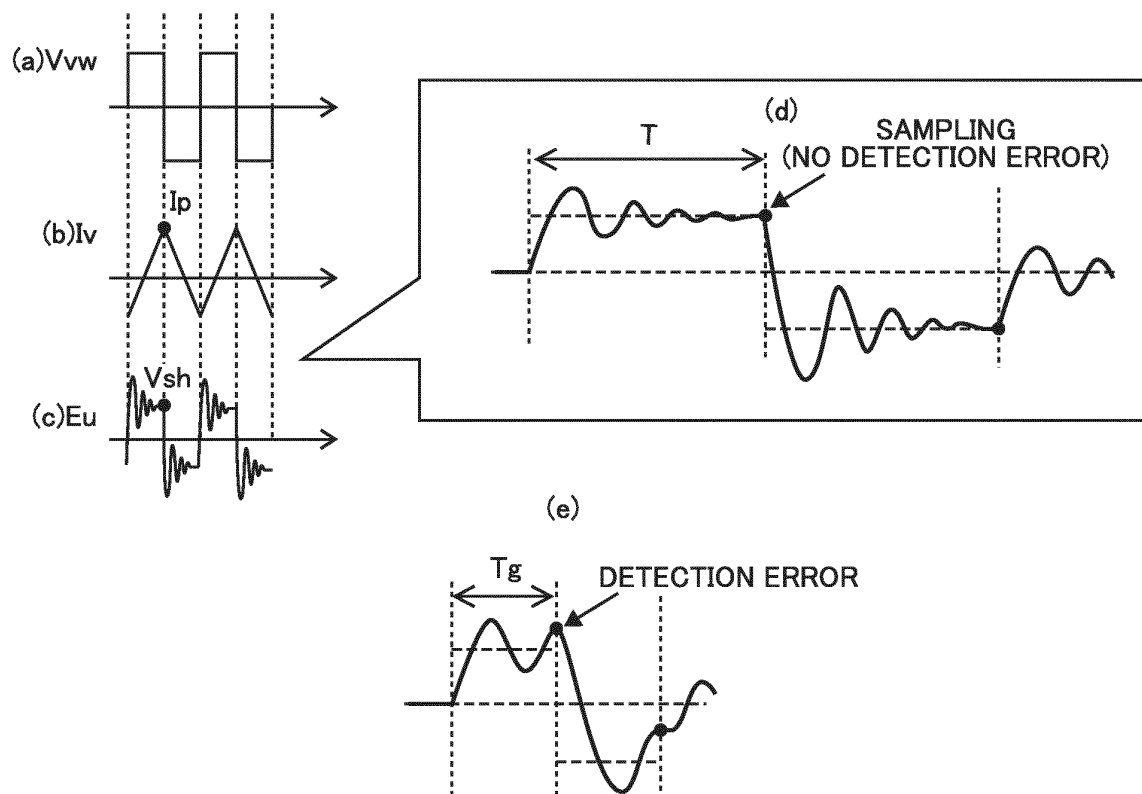 (a)Vvw
Ip
(b)Iv
Vsh
(c)Eu
(d)
T
SAMPLING
(NO DETECTION ERROR)
(e)
Tg
DETECTION ERROR